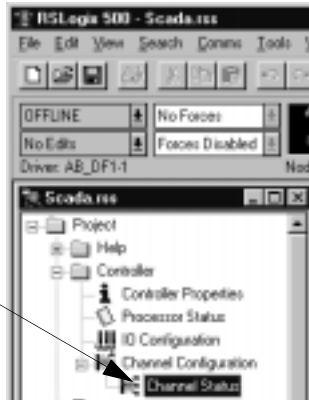 RSLogix 500 - Scada.rss
File Edit View Search Comms Tools
OFFLINE No Forces
No Edits Forces Disabled
Driver: AB_DF1-1 Nod
Scada.rss
Project
Help
Controller
Controller Properties
Processor Status
IO Configuration
Channel Configuration
Channel Status